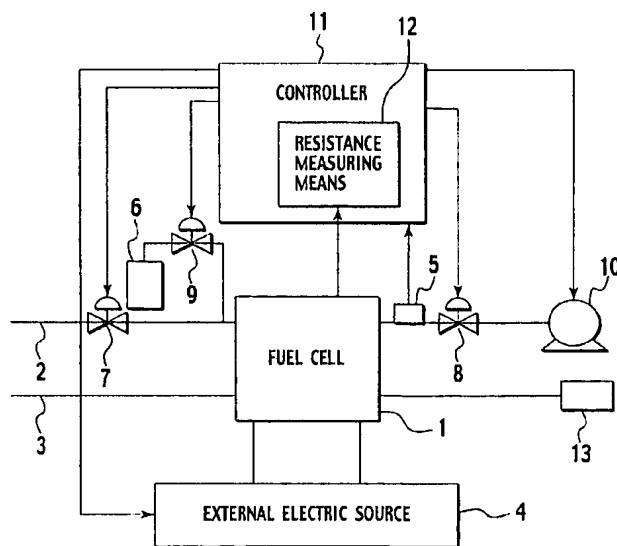 11
12
CONTROLLER
RESISTANCE
MEASURING
MEANS
6
9
5
10
2
7
FUEL CELL
8
3
1
13
EXTERNAL ELECTRIC SOURCE
4